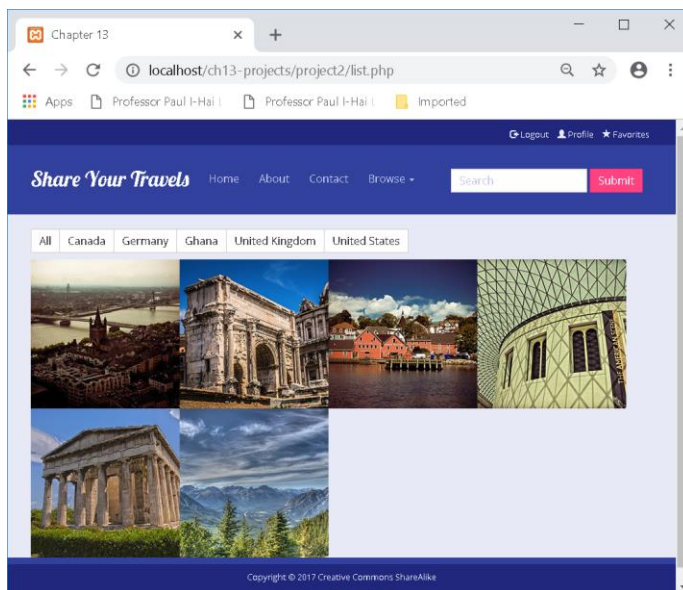 Chapter 13
localhost/ch13-projects/project2/list.php
Apps Professor Paul I-Hai Professor Paul I-Hai Imported
Logout Profile Favorites
Share Your Travels Home About Contact Browse Search Submit
All Canada Germany Ghana United Kingdom United States
Copyright © 2017 Creative Commons ShareAlike